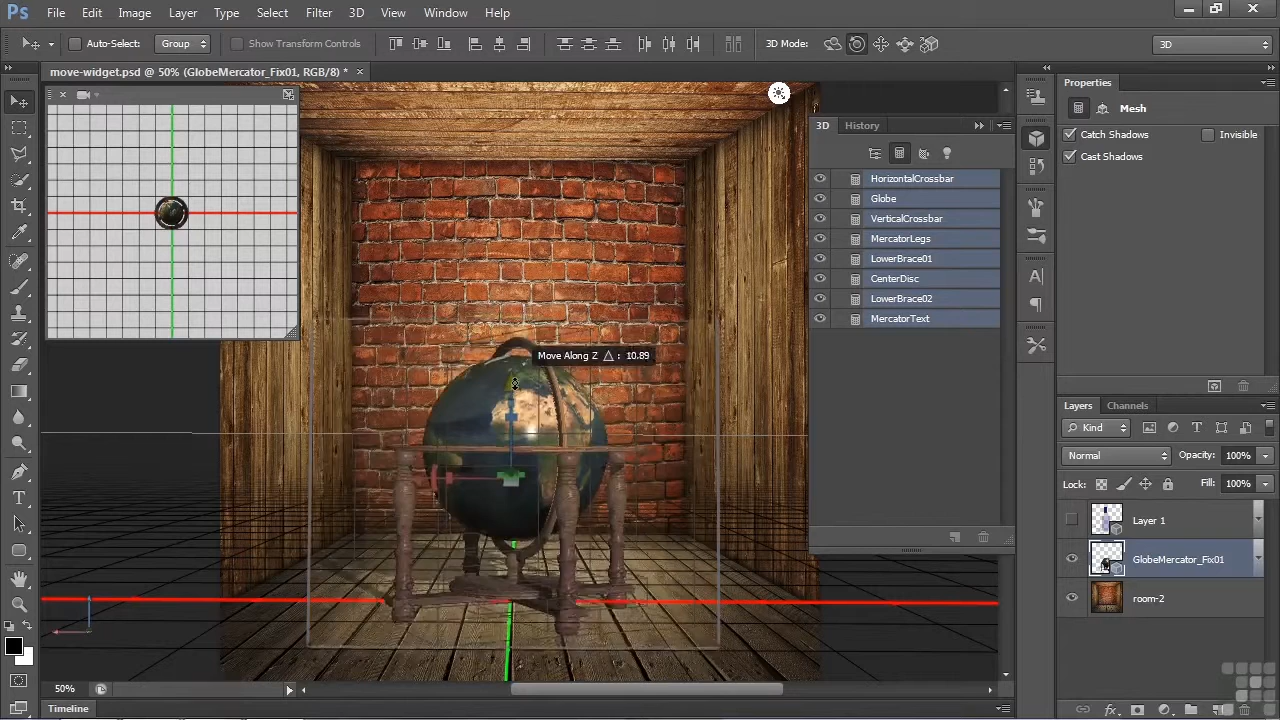 Ps File Edit Image Layer Type Select Filter 3D View Window Help
Auto-Select: Group Show Transform Controls 3D Mode: 3D
move-widget.psd @ 50% (GlobeMercator_Fix01, RGB/8) * ×
Properties
Mesh
Catch Shadows Invisible
Cast Shadows
3D History
HorizontalCrossbar
Globe
VerticalCrossbar
MercatorLegs
LowerBrace01
CenterDisc
LowerBrace02
MercatorText
Move Along Z △ : 10.89
Layers Channels
Kind
Normal Opacity: 100%
Lock: Fill: 100%
Layer 1
GlobeMercator_Fix01
room-2
50%
Timeline